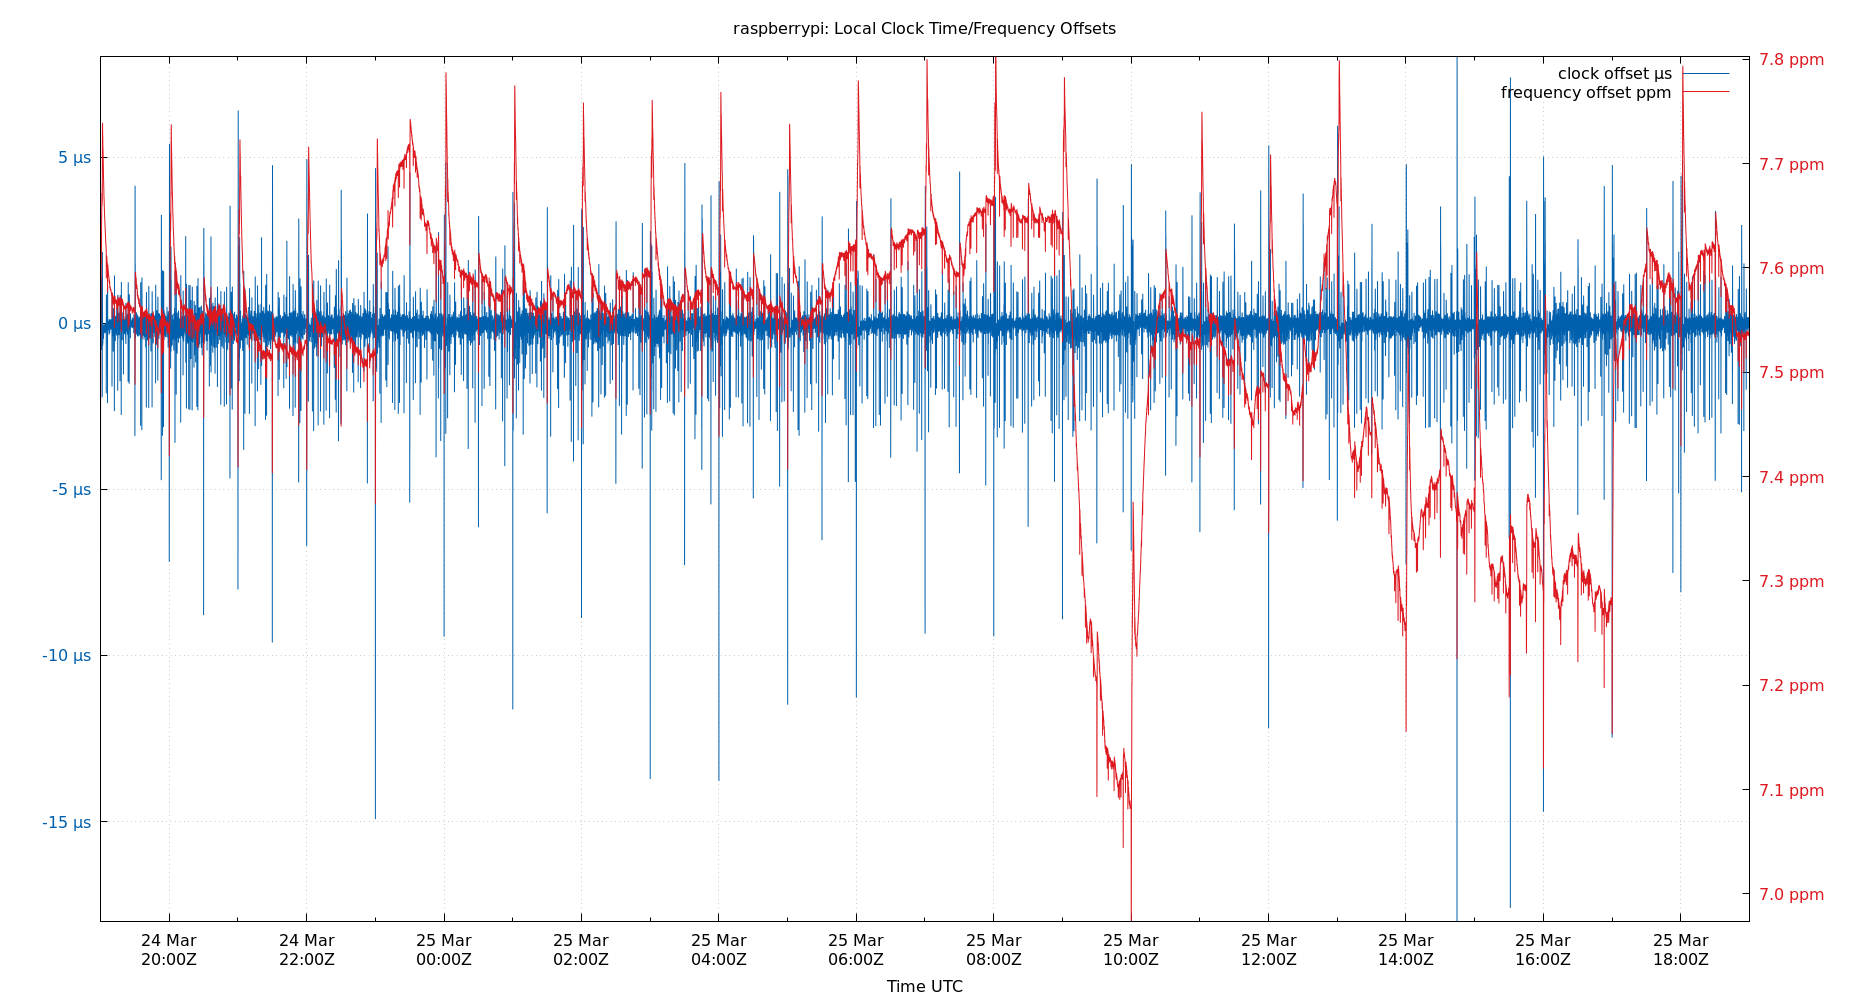 raspberrypi: Local Clock Time/Frequency Offsets
clock offset µs
frequency offset ppm
5 µs
0 µs
-5 µs
-10 µs
-15 µs
7.8 ppm
7.7 ppm
7.6 ppm
7.5 ppm
7.4 ppm
7.3 ppm
7.2 ppm
7.1 ppm
7.0 ppm
24 Mar 24 Mar 25 Mar 25 Mar 25 Mar 25 Mar 25 Mar 25 Mar 25 Mar 25 Mar 25 Mar 25 Mar
20:00Z 22:00Z 00:00Z 02:00Z 04:00Z 06:00Z 08:00Z 10:00Z 12:00Z 14:00Z 16:00Z 18:00Z
Time UTC